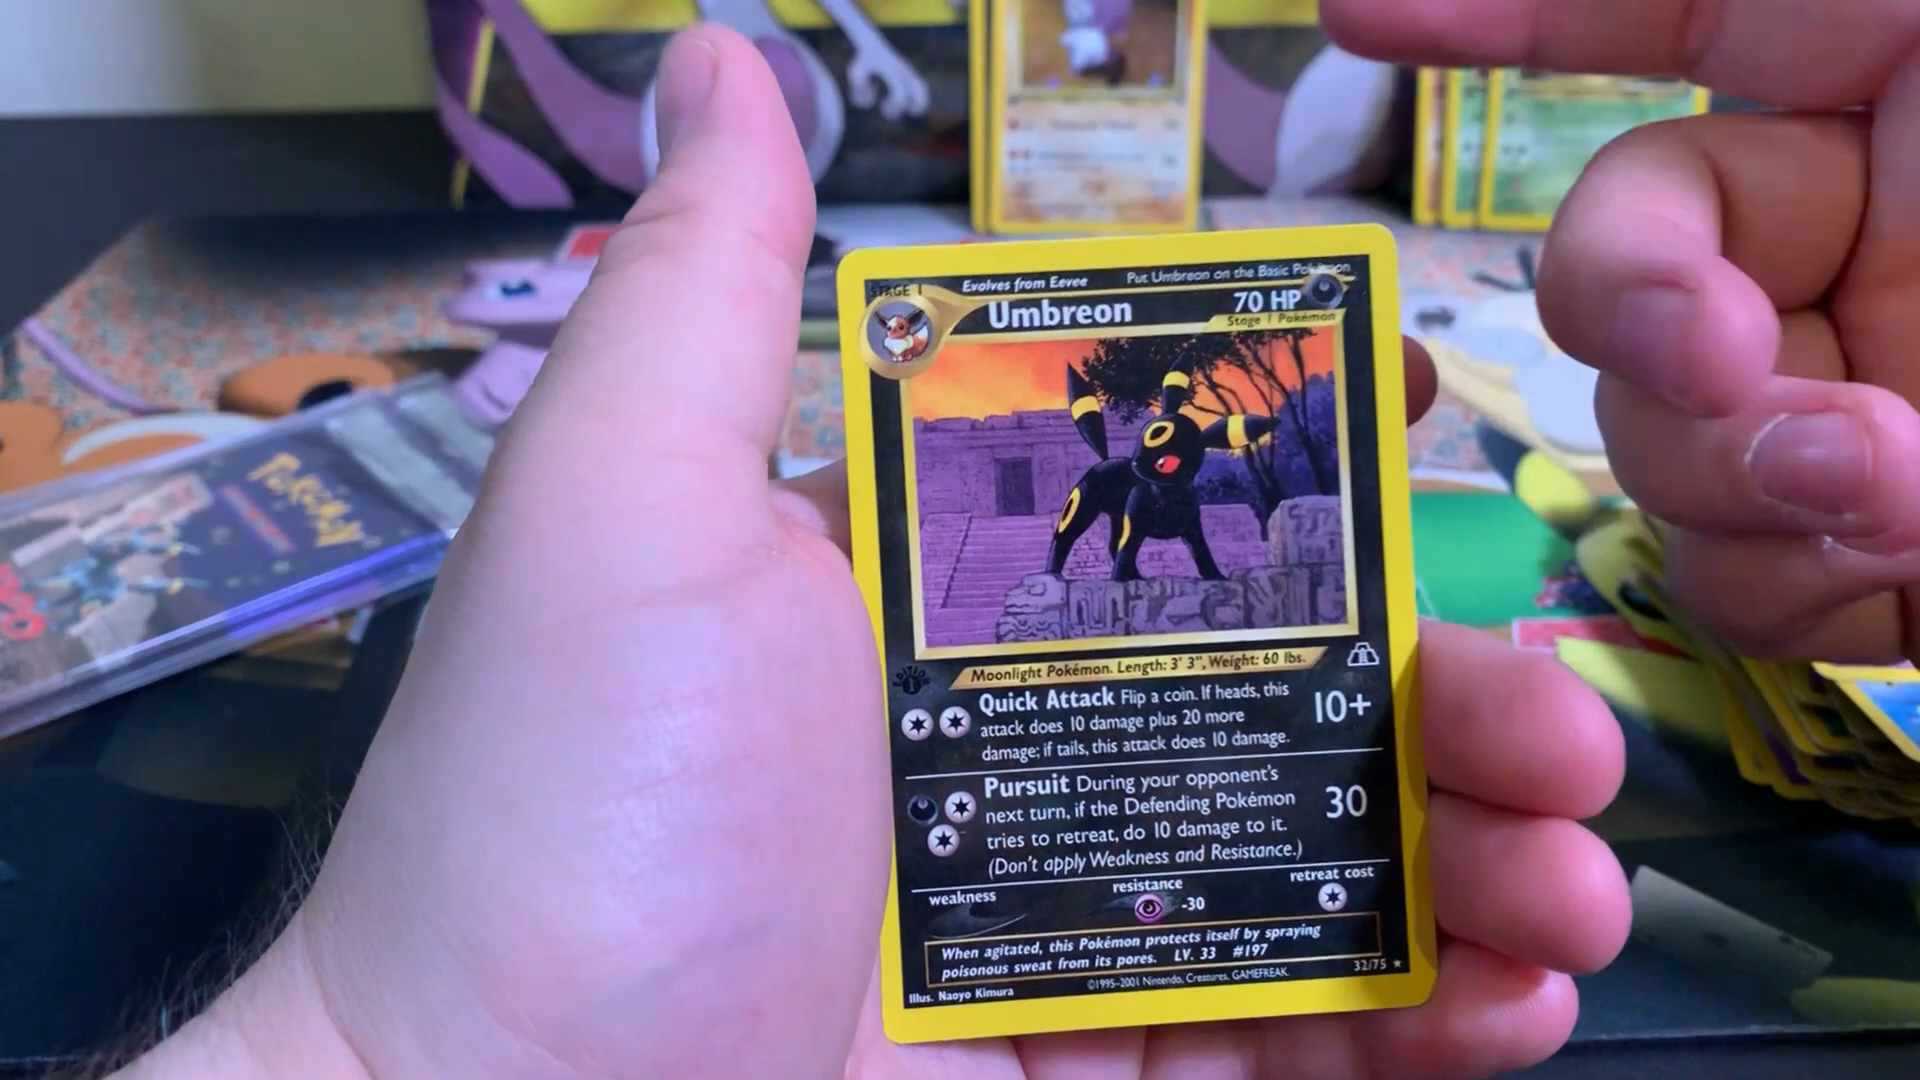 POKéMON
STAGE 1
Evolves from Eevee
Put Umbreon on the Basic Pokémon
Umbreon
70 HP
Stage 1 Pokémon
EDITION
1
Moonlight Pokémon. Length: 3' 3", Weight: 60 lbs.
Quick Attack Flip a coin. If heads, this
attack does 10 damage plus 20 more
damage; if tails, this attack does 10 damage.
10+
Pursuit During your opponent's
next turn, if the Defending Pokémon
tries to retreat, do 10 damage to it.
(Don't apply Weakness and Resistance.)
30
weakness
resistance
retreat cost
-30
When agitated, this Pokémon protects itself by spraying
poisonous sweat from its pores. LV. 33 #197
Illus. Naoyo Kimura
©1995-2001 Nintendo, Creatures, GAMEFREAK.
32/75 ★